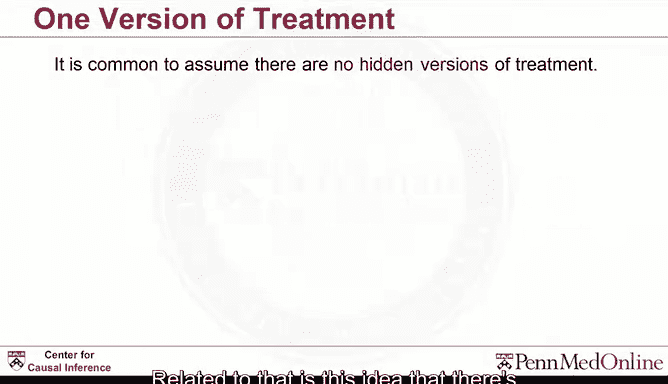 One Version of Treatment
It is common to assume there are no hidden versions of treatment.
Center for
Causal Inference
PennMedOnline
Related to that is this idea that there's